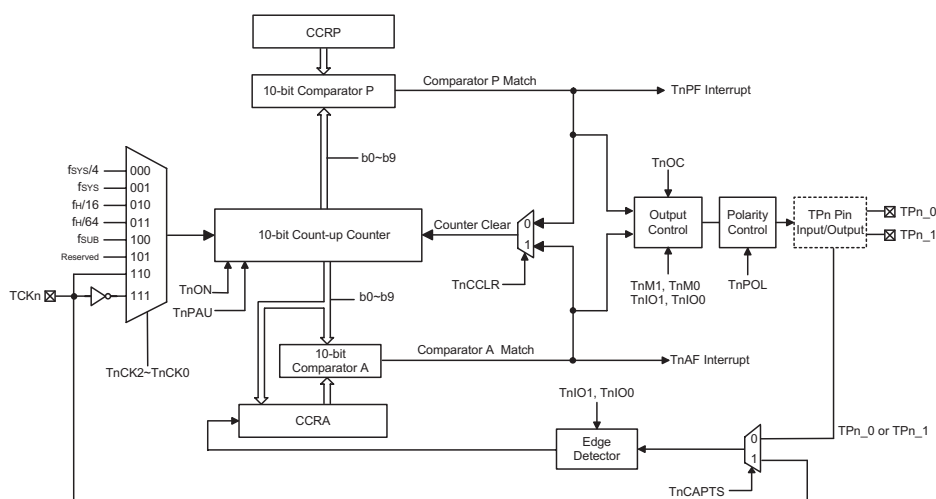 CCRP
10-bit Comparator P
Comparator P Match
TnPF Interrupt
b0~b9
fSYS/4
000
fSYS
001
fH/16
010
fH/64
011
fSUB
100
Reserved
101
110
111
TCKn
TnCK2~TnCK0
10-bit Count-up Counter
TnON
TnPAU
Counter Clear
0
1
TnCCLR
TnOC
Output
Control
TnM1, TnM0
TnIO1, TnIO0
Polarity
Control
TnPOL
TPn Pin
Input/Output
TPn_0
TPn_1
b0~b9
10-bit
Comparator A
Comparator A Match
TnAF Interrupt
CCRA
TnIO1, TnIO0
Edge
Detector
0
1
TPn_0 or TPn_1
TnCAPTS